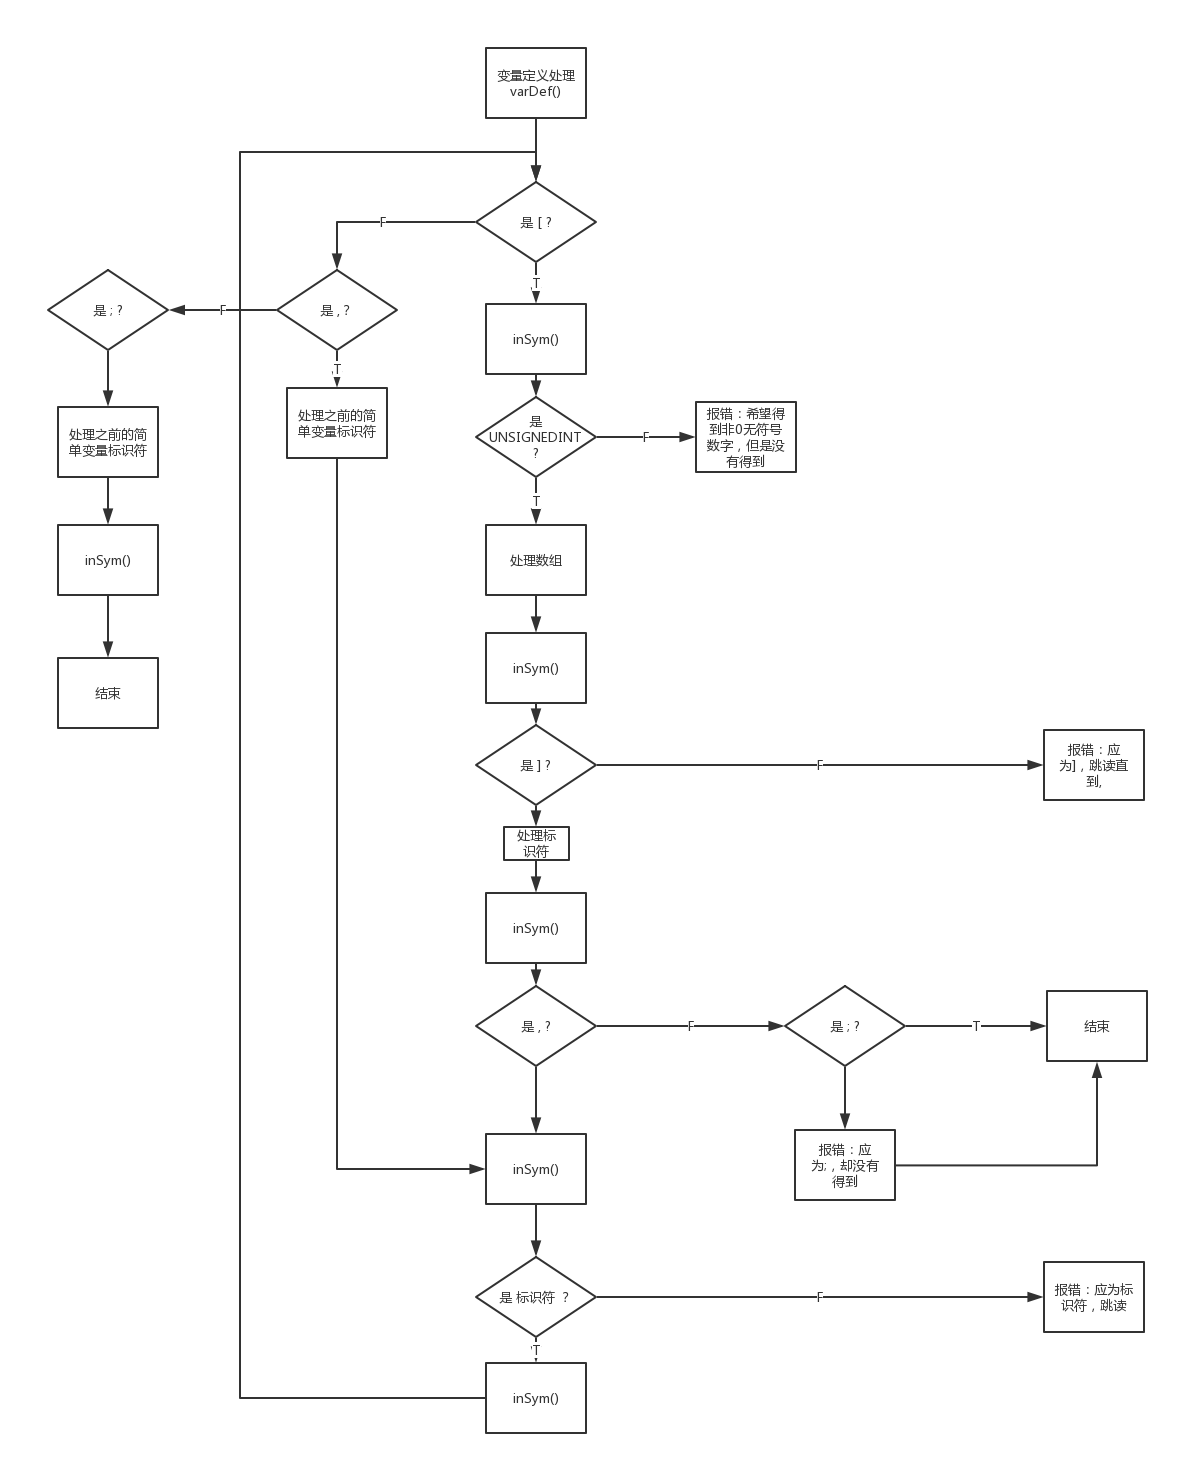 变量定义处理
varDef()
是 [ ?
F
T
是 ; ?
F
是 , ?
T
inSym()
处理之前的简
单变量标识符
处理之前的简
单变量标识符
是
UNSIGNEDINT
?
F
报错：希望得
到非0无符号
数字，但是没
有得到
T
inSym()
处理数组
inSym()
结束
是 ] ?
F
报错：应
为]，跳读直
到,
处理标
识符
inSym()
是 , ?
F
是 ; ?
T
结束
报错：应
为;，却没有
得到
inSym()
是 标识符 ？
F
报错：应为标
识符，跳读
T
inSym()